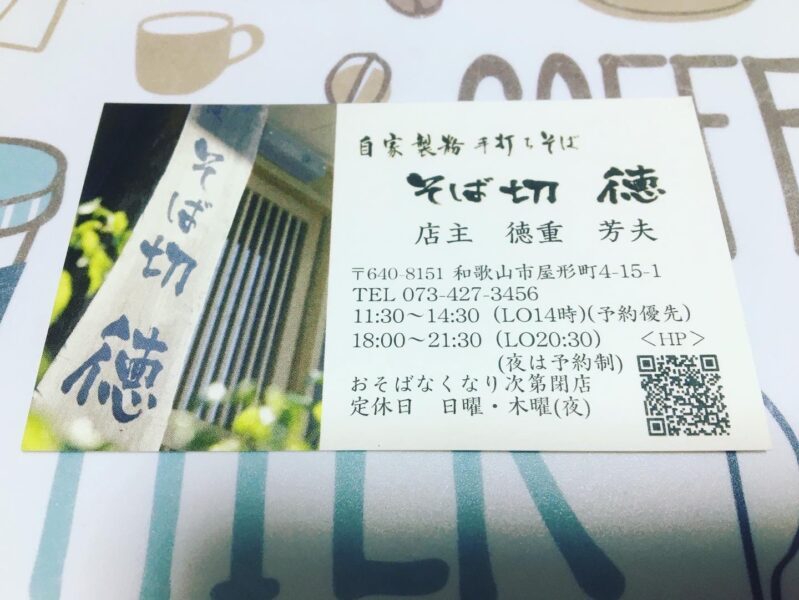 COFFEE
そば切 徳
自家製粉 手打ちそば
そば切 徳
店主 徳重 芳夫
〒640-8151 和歌山市屋形町4-15-1
TEL 073-427-3456
11:30～14:30 (LO14時)(予約優先)
18:00～21:30 (LO20:30) <HP>
(夜は予約制)
おそばなくなり次第閉店
定休日 日曜・木曜(夜)